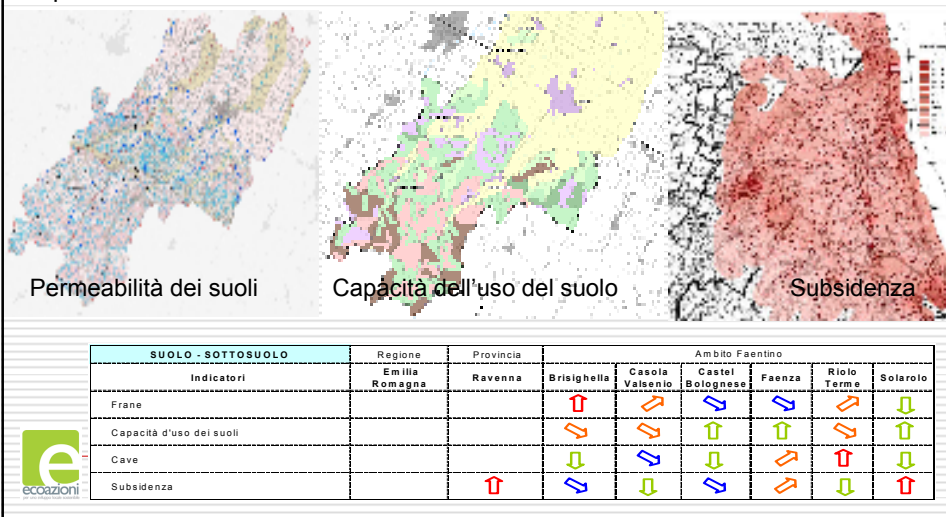 Permeabilità dei suoli
Capacità dell'uso del suolo
Subsidenza
SUOLO - SOTTOSUOLO Regione Provincia Ambito Faentino
Indicatori Emilia Romagna Ravenna Brisighella Casola Valsenio Castel Bolognese Faenza Riolo Terme Solarolo
Frane
Capacità d'uso dei suoli
Cave
Subsidenza
e
ecoazioni